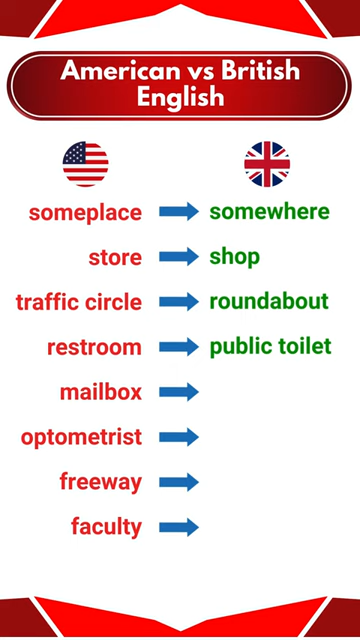 American vs British
English
someplace somewhere
store shop
traffic circle roundabout
restroom public toilet
mailbox
optometrist
freeway
faculty